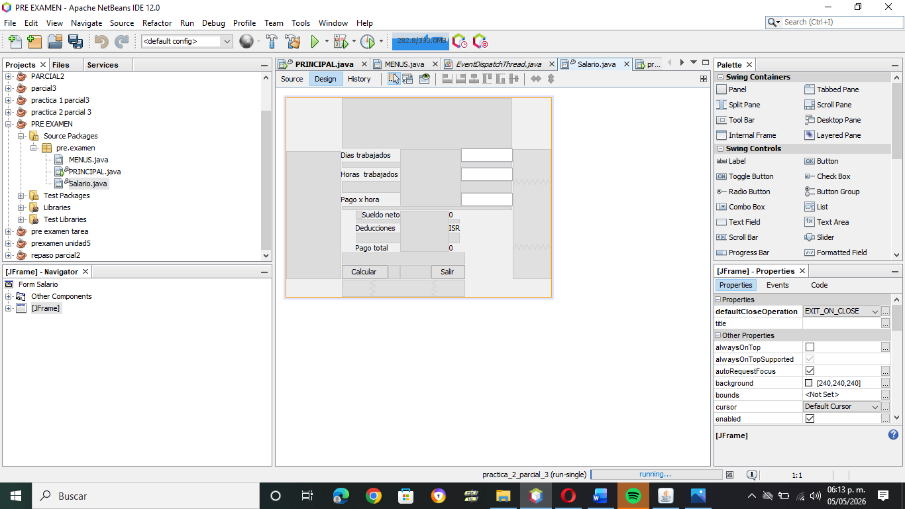 PRE EXAMEN - Apache NetBeans IDE 12.0
File Edit View Navigate Source Refactor Run Debug Profile Team Tools Window Help
Search (Ctrl+I)
<default config>
Projects Files Services
PARCIAL2
parcial3
practica 1 parcial3
practica 2 parcial 3
PRE EXAMEN
Source Packages
pre.examen
MENUS.java
PRINCIPAL.java
Salario.java
Test Packages
Libraries
Test Libraries
pre examen tarea
prexamen unidad5
repaso parcial2
[JFrame] - Navigator
Form Salario
Other Components
[JFrame]
PRINCIPAL.java MENUS.java EventDispatchThread.java Salario.java pr...
Source Design History
Dias trabajados
Horas trabajados
Pago x hora
Sueldo neto 0
Deducciones ISR
Pago total 0
Calcular Salir
Palette
Swing Containers
Panel Tabbed Pane
Split Pane Scroll Pane
Tool Bar Desktop Pane
Internal Frame Layered Pane
Swing Controls
Label Button
Toggle Button Check Box
Radio Button Button Group
Combo Box List
Text Field Text Area
Scroll Bar Slider
Progress Bar Formatted Field
[JFrame] - Properties
Properties Events Code
Properties
defaultCloseOperation EXIT_ON_CLOSE
title
Other Properties
alwaysOnTop
alwaysOnTopSupported
autoRequestFocus
background [240,240,240]
bounds <Not Set>
cursor Default Cursor
enabled
[JFrame]
practica_2_parcial_3 (run-single) running... 1:1
Buscar
06:13 p. m.
05/05/2026